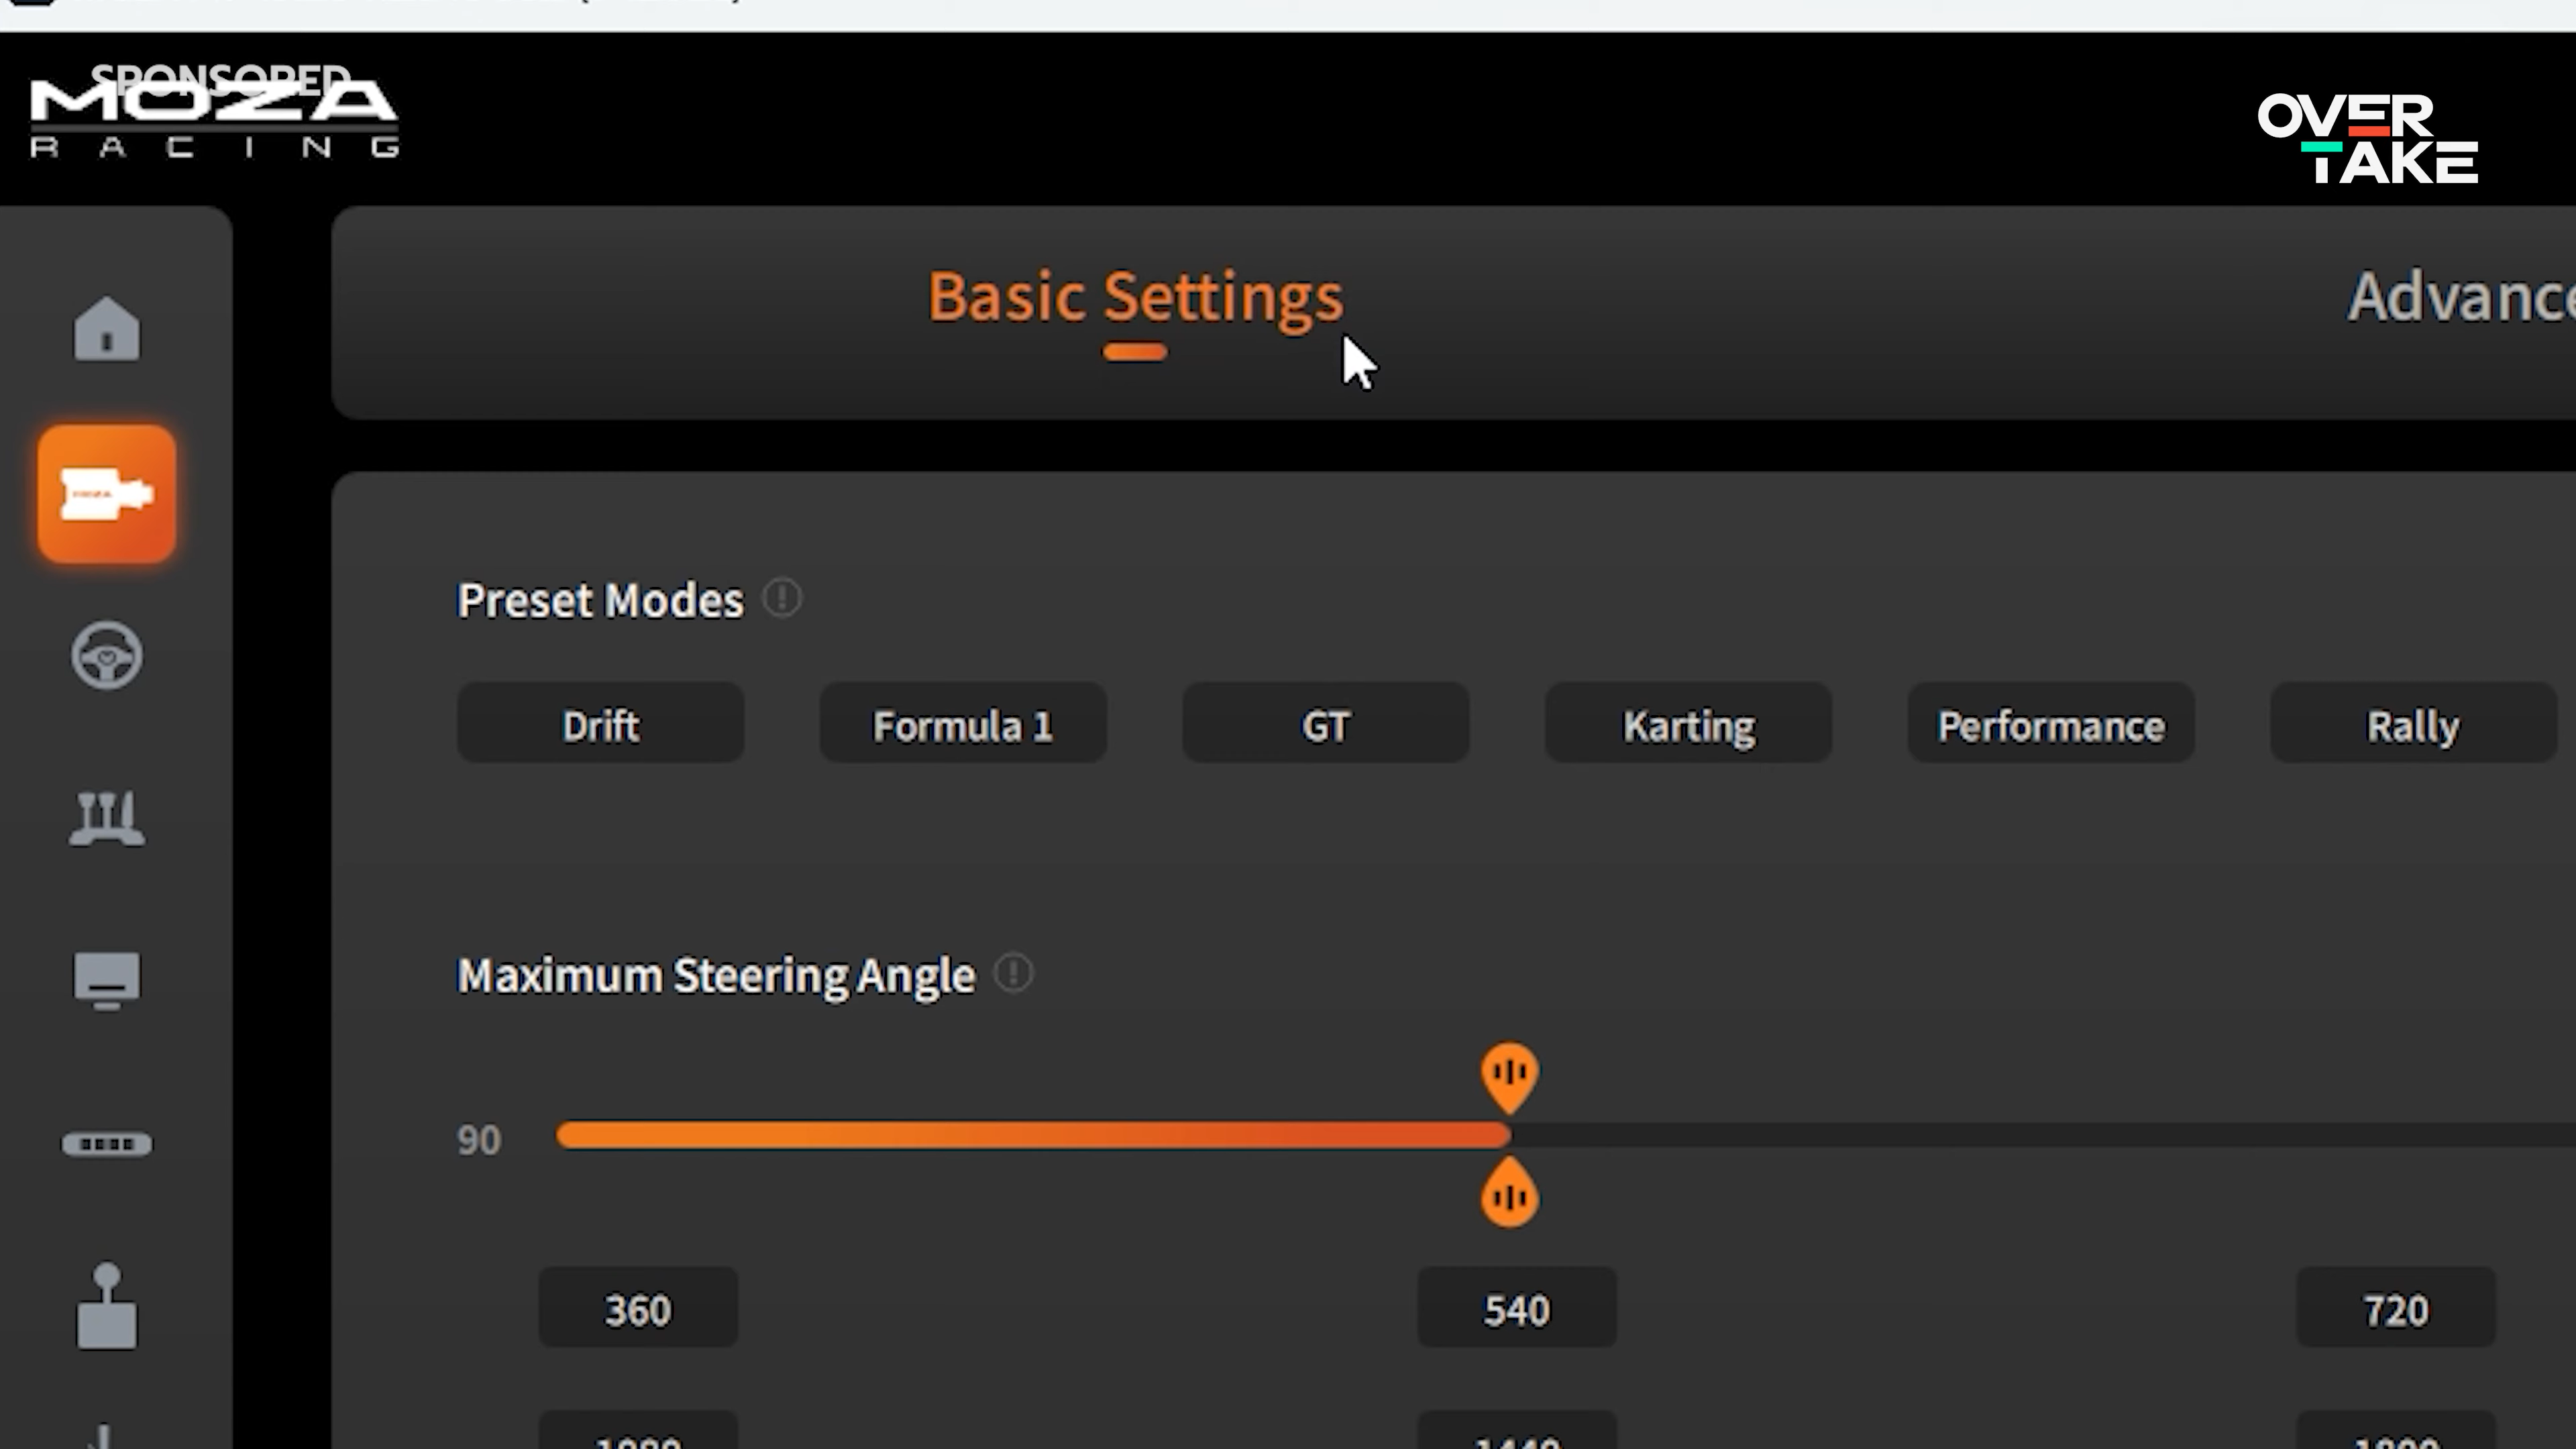 SPONSORED
MOZA
RACING
OVER
TAKE
Basic Settings
Advance
Preset Modes
Drift
Formula 1
GT
Karting
Performance
Rally
Maximum Steering Angle
90
360
540
720